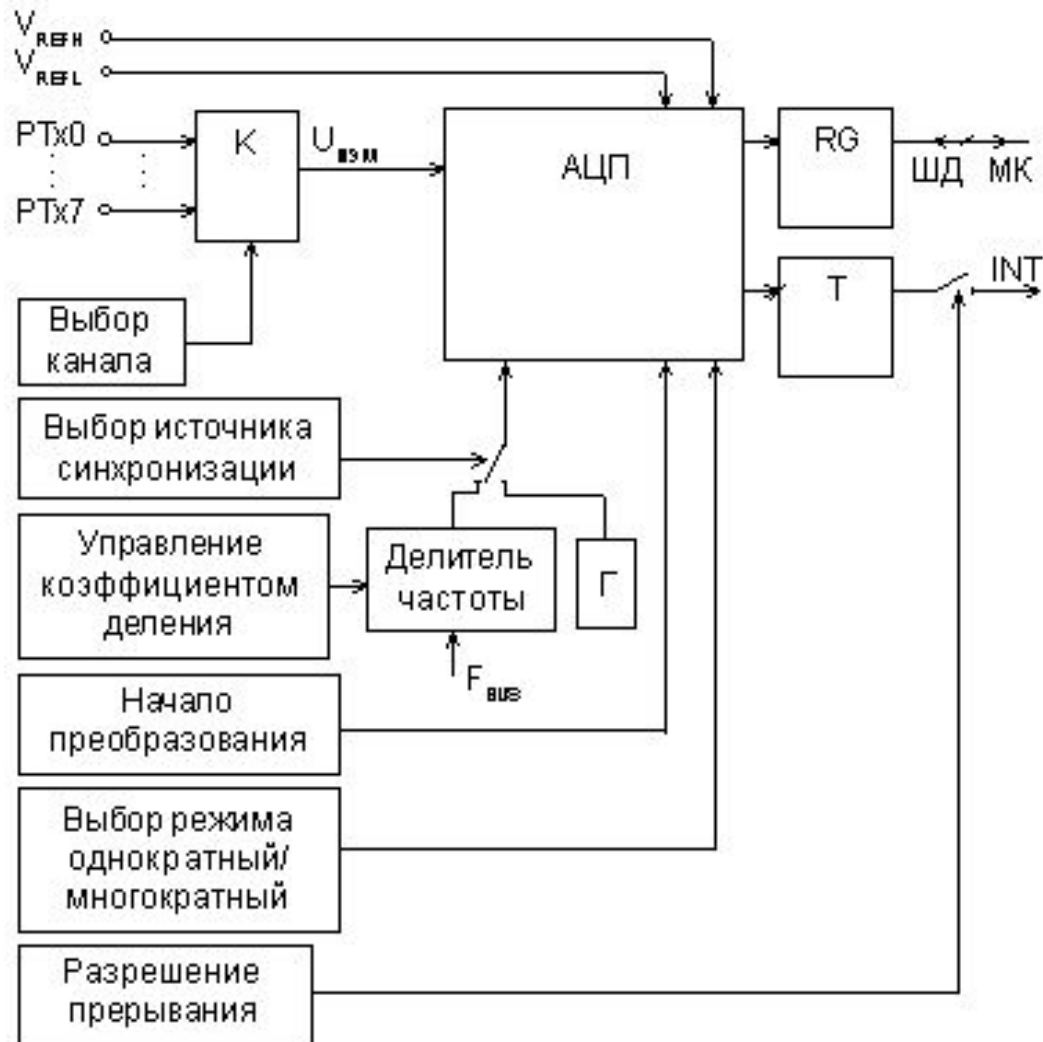 VREFH
VREFL
PTx0
PTx7
К
Uизм
АЦП
RG
ШД
МК
T
INT
Выбор
канала
Выбор источника
синхронизации
Управление
коэффициентом
деления
Делитель
частоты
Г
FBUS
Начало
преобразования
Выбор режима
однократный/
многократный
Разрешение
прерывания